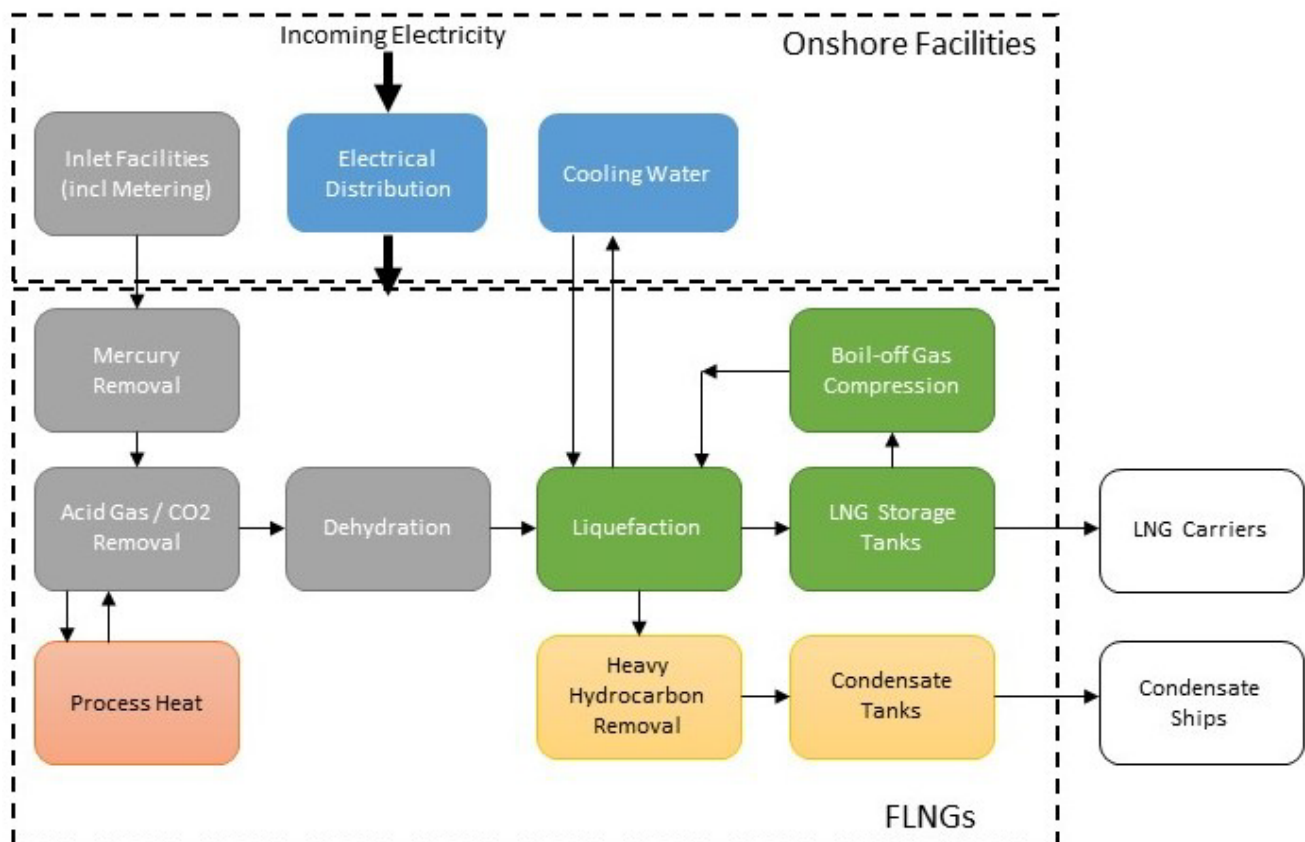 Incoming Electricity
Onshore Facilities
Inlet Facilities
(incl Metering)
Electrical
Distribution
Cooling Water
Mercury
Removal
Boil-off Gas
Compression
Acid Gas / CO2
Removal
Dehydration
Liquefaction
LNG Storage
Tanks
LNG Carriers
Process Heat
Heavy
Hydrocarbon
Removal
Condensate
Tanks
Condensate
Ships
FLNGs